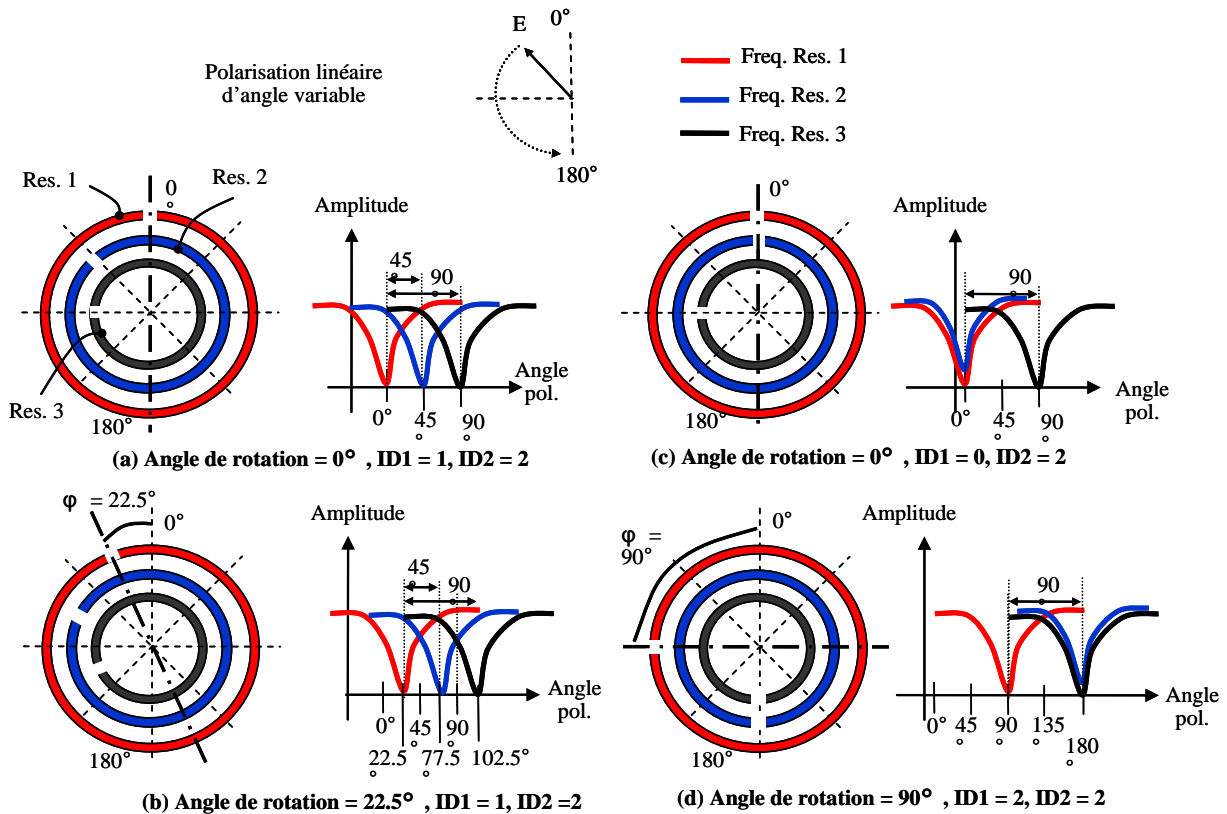 E
0°
Polarisation linéaire
d'angle variable
180°
Freq. Res. 1
Freq. Res. 2
Freq. Res. 3
Res. 1
0
°
Res. 2
Res. 3
180°
Amplitude
45
°
90
°
Angle
pol.
0°
45
°
90
°
(a) Angle de rotation = 0° , ID1 = 1, ID2 = 2
0°
180°
Amplitude
90
°
Angle
pol.
0°
45
°
90
°
(c) Angle de rotation = 0° , ID1 = 0, ID2 = 2
φ = 22.5°
0°
180°
Amplitude
45
°
90
°
Angle
pol.
0°
45
°
90
°
22.5
°
77.5
°
102.5°
(b) Angle de rotation = 22.5° , ID1 = 1, ID2 =2
φ =
90°
0°
180°
Amplitude
90
°
Angle
pol.
0°
45
°
90
°
135
°
180
°
(d) Angle de rotation = 90° , ID1 = 2, ID2 = 2